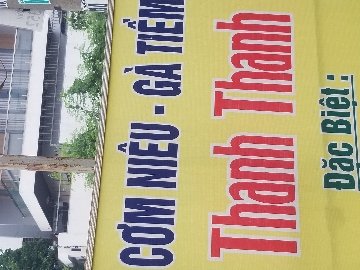 CƠM NIÊU - GÀ TIỀM
Thanh Thanh
Đặc Biệt :